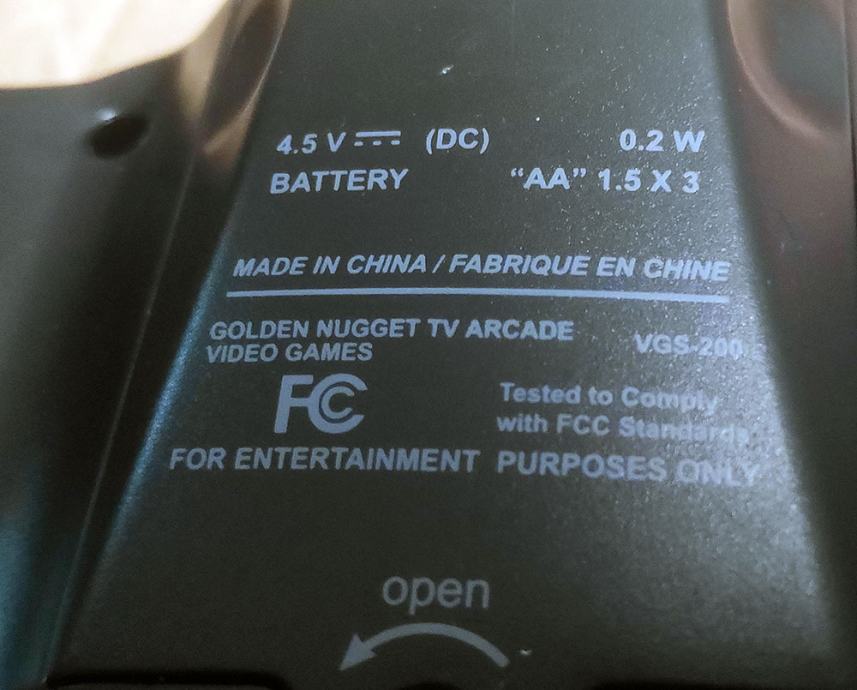 4.5 V ⎓ (DC) 0.2 W
BATTERY “AA” 1.5 X 3
MADE IN CHINA / FABRIQUE EN CHINE
GOLDEN NUGGET TV ARCADE VGS-200
VIDEO GAMES
FC Tested to Comply
with FCC Standards
FOR ENTERTAINMENT PURPOSES ONLY
open